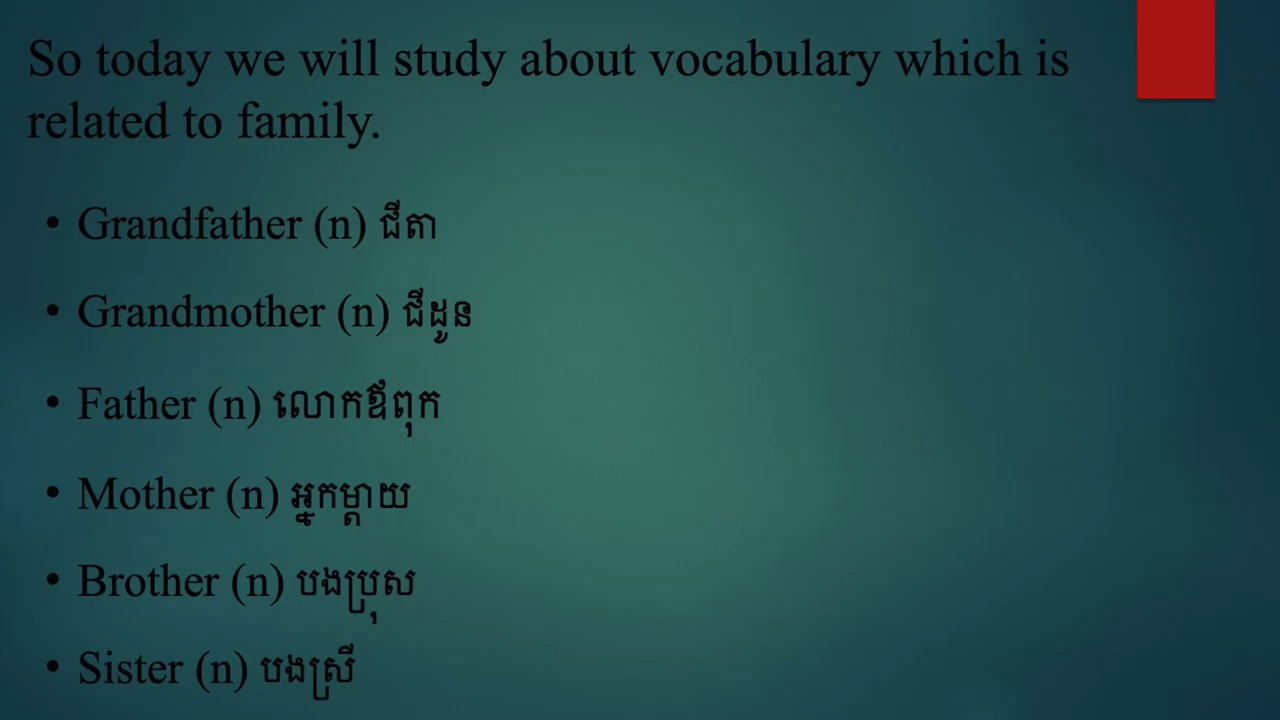 So today we will study about vocabulary which is
related to family.
• Grandfather (n) ជីតា
• Grandmother (n) ជីដូន
• Father (n) លោកឪពុក
• Mother (n) អ្នកម្តាយ
• Brother (n) បងប្រុស
• Sister (n) បងស្រី